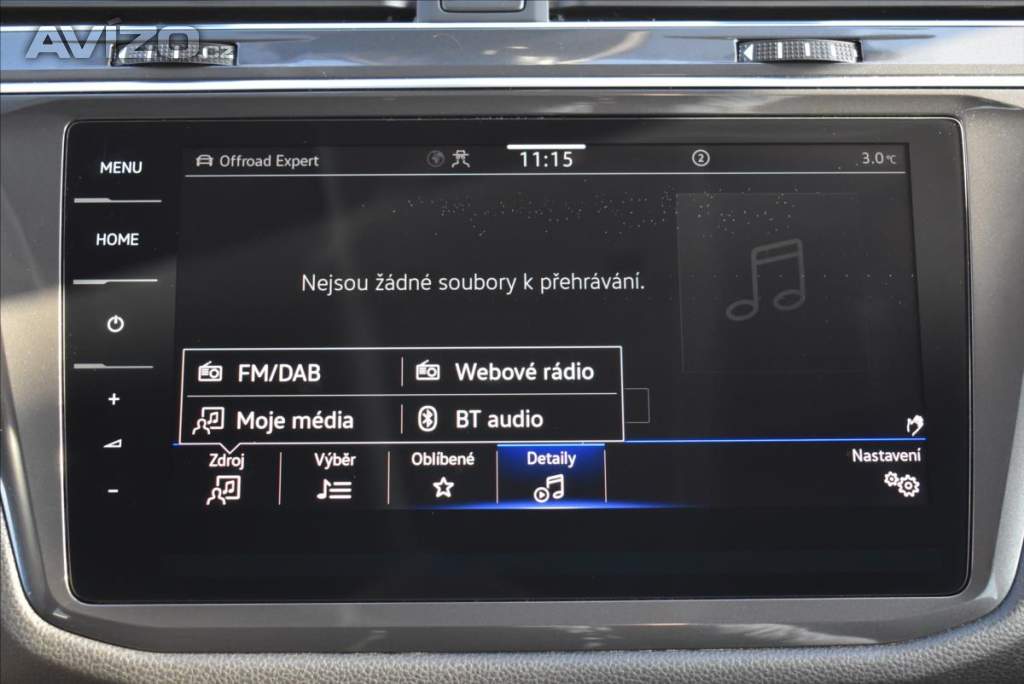 AVÍZO.cz
MENU
Offroad Expert
11:15
2
3.0°C
HOME
Nejsou žádné soubory k přehrávání.
FM/DAB
Webové rádio
+
Moje média
BT audio
Zdroj
Výběr
Oblíbené
Detaily
Nastavení
-